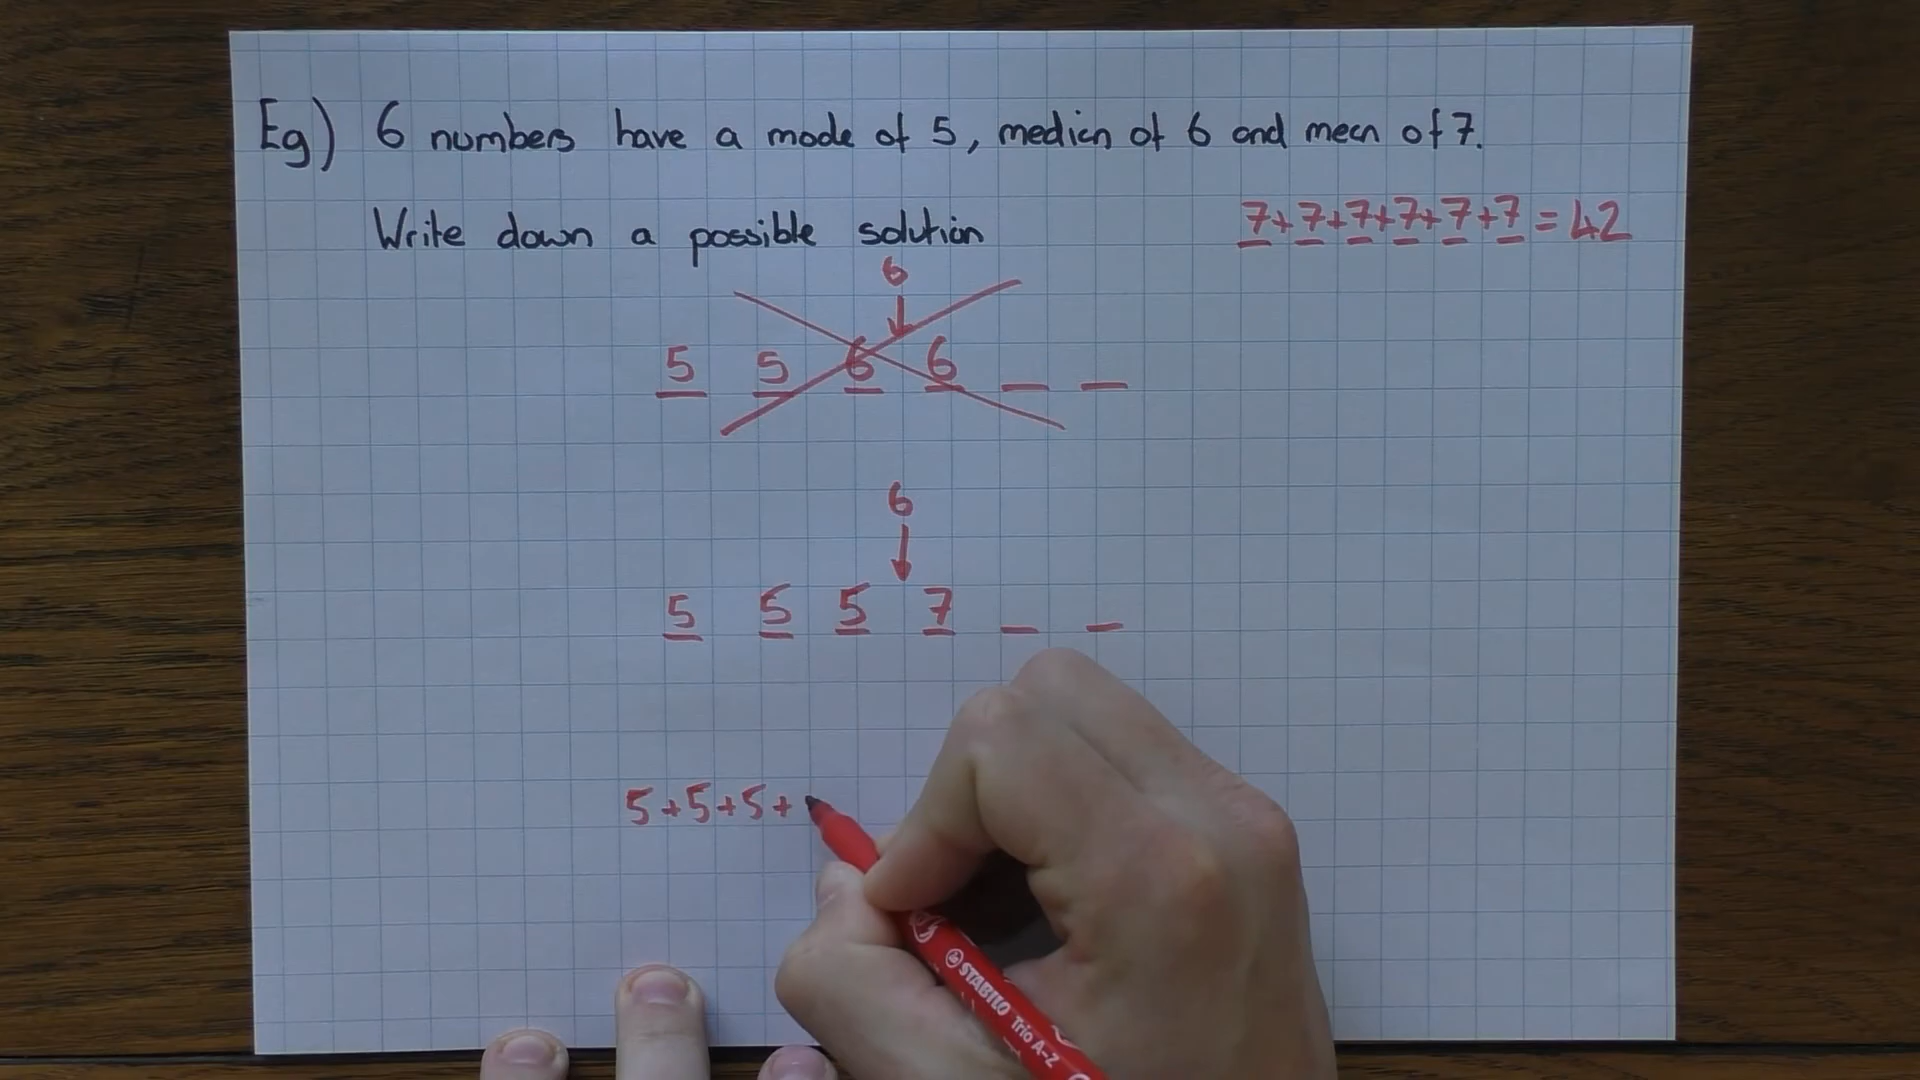 Eg) 6 numbers have a mode of 5, median of 6 and mean of 7.
Write down a possible solution
7+7+7+7+7+7 = 42
6
5 5 6 6 _ _
6
5 5 5 7 _ _
5+5+5+
STABILO Trio A-Z